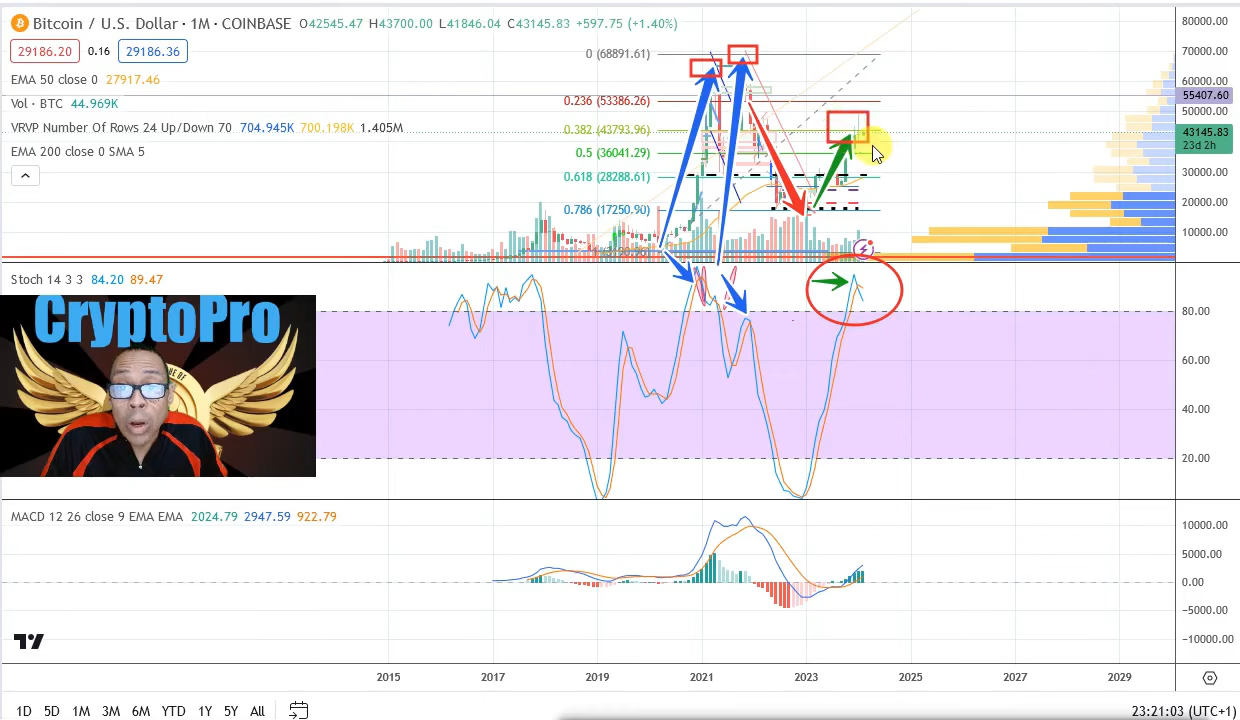 Bitcoin / U.S. Dollar · 1M · COINBASE O42545.47 H43700.00 L41846.04 C43145.83 +597.75 (+1.40%)
29186.20 0.16 29186.36
EMA 50 close 0 27917.46
Vol · BTC 44.969K
VRVP Number Of Rows 24 Up/Down 70 704.945K 700.198K 1.405M
EMA 200 close 0 SMA 5
0 (68891.61)
0.236 (53386.26)
0.382 (43793.96)
0.5 (36041.29)
0.618 (28288.61)
0.786 (17250.90)
80000.00
70000.00
60000.00
55407.60
50000.00
43145.83
23d 2h
30000.00
20000.00
10000.00
Stoch 14 3 3 84.20 89.47
CryptoPro
80.00
60.00
40.00
20.00
MACD 12 26 close 9 EMA EMA 2024.79 2947.59 922.79
10000.00
5000.00
0.00
−5000.00
−10000.00
2015 2017 2019 2021 2023 2025 2027 2029
1D 5D 1M 3M 6M YTD 1Y 5Y All 23:21:03 (UTC+1)